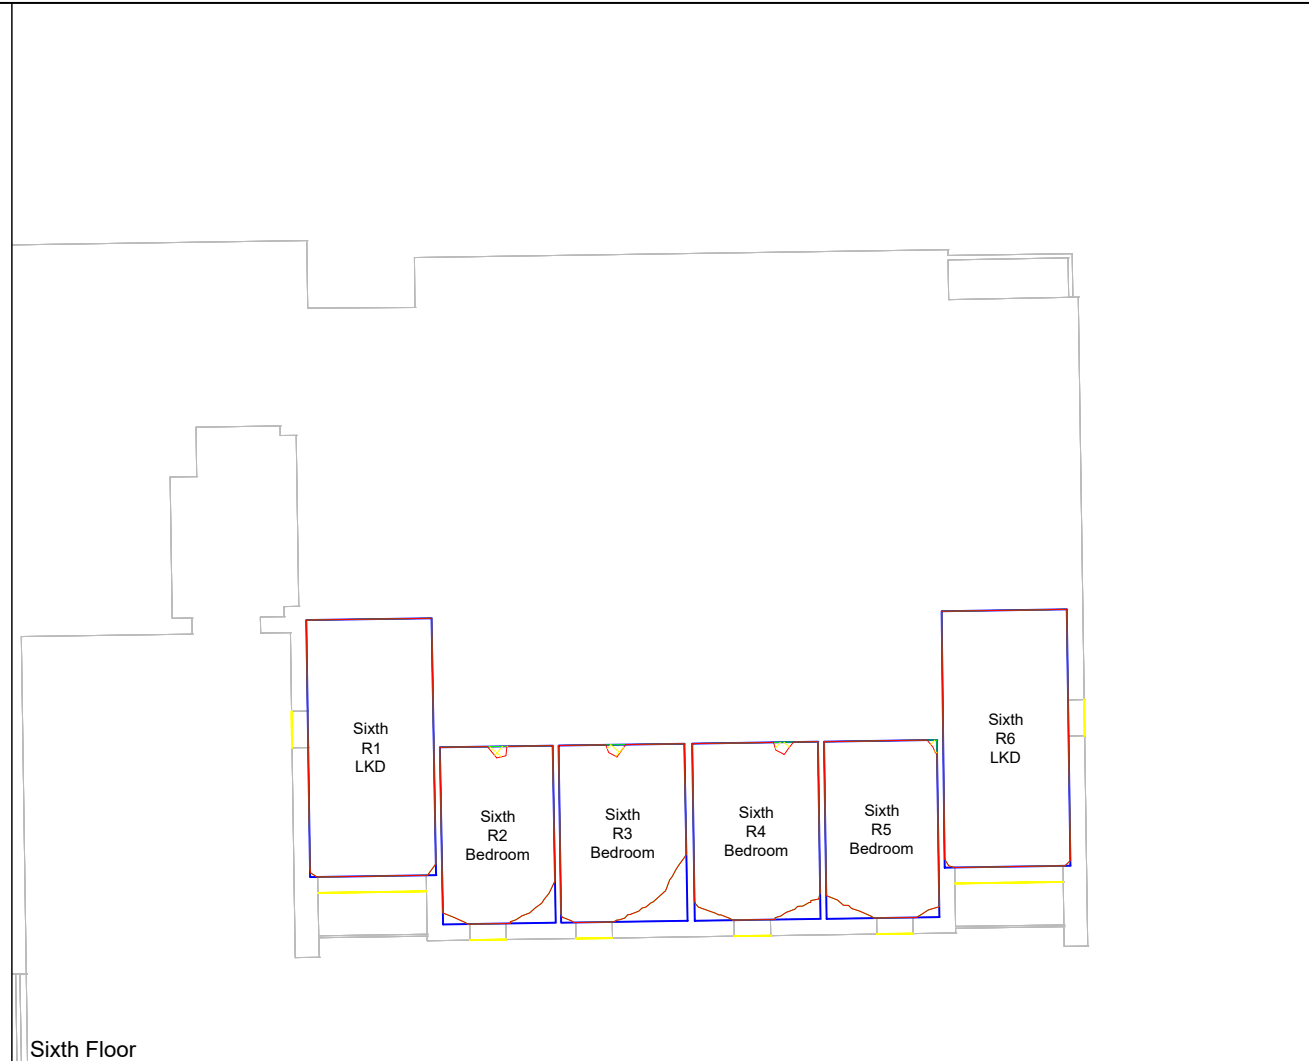 Sixth
R1
LKD
Sixth
R2
Bedroom
Sixth
R3
Bedroom
Sixth
R4
Bedroom
Sixth
R5
Bedroom
Sixth
R6
LKD
Sixth Floor